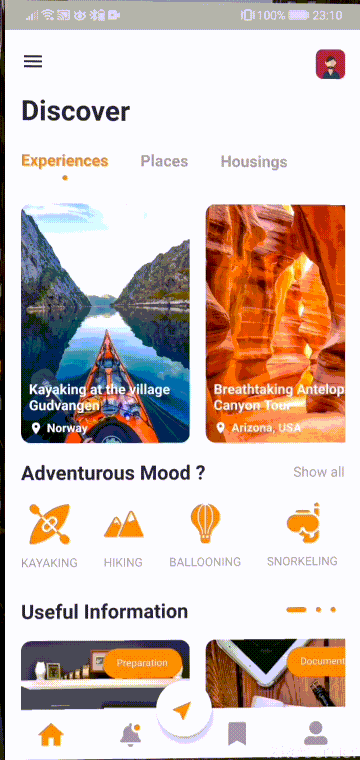 100% 23:10
Discover
Experiences Places Housings
Kayaking at the village
Gudvangen
Norway
Breathtaking Antelop
Canyon Tour
Arizona, USA
Adventurous Mood ? Show all
KAYAKING HIKING BALLOONING SNORKELING
Useful Information
Preparation Document